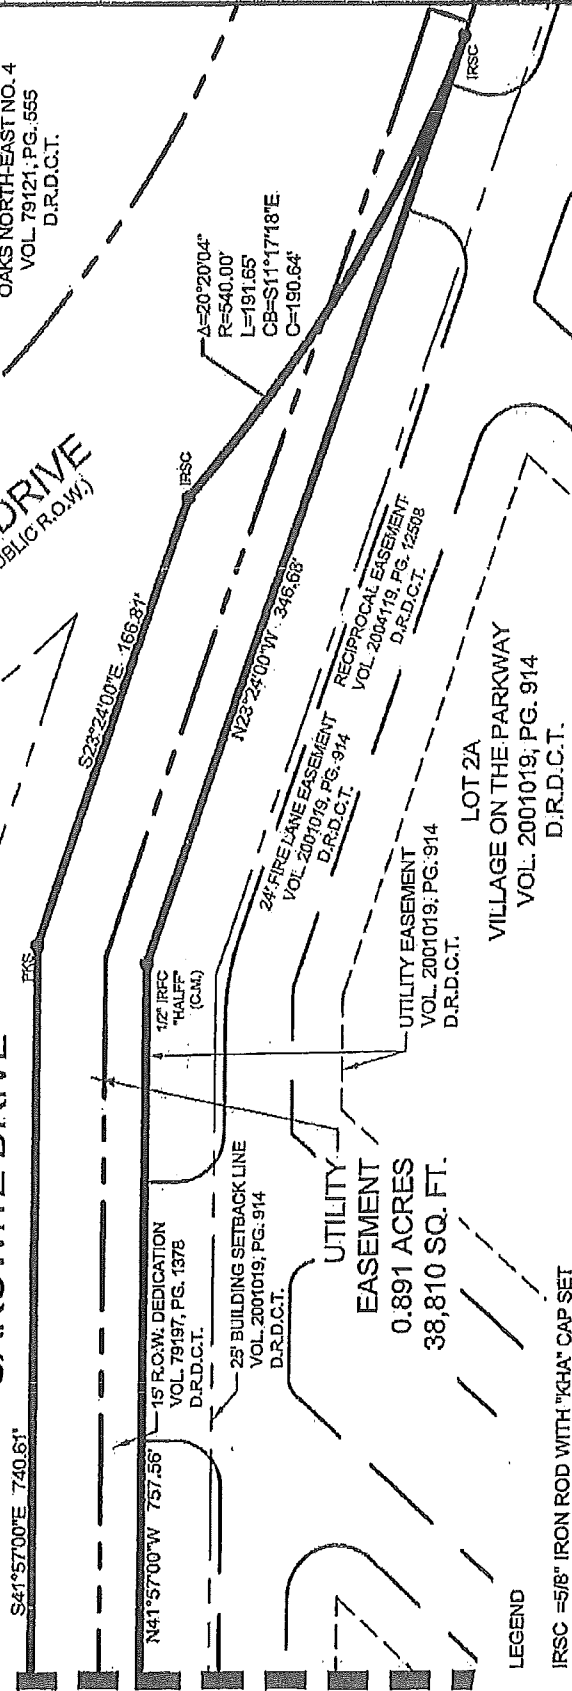 OAKS NORTH-EAST NO. 4
VOL. 79121, PG. 555
D.R.D.C.T.
DRIVE
Δ=20°20'04"
R=540.00'
L=191.65'
CB=S11°17'18"E
C=190.64'
IRSC
IRSC
S23°24'00"E 166.81'
N23°24'00"W 346.68'
PKS
1/2" IRFC
"HALFF"
(C.M.)
S41°57'00"E 740.61'
N41°57'00"W 757.56'
15' R.O.W. DEDICATION
VOL. 79197, PG. 1378
D.R.D.C.T.
25' BUILDING SETBACK LINE
VOL. 2001019, PG. 914
D.R.D.C.T.
24' FIRE LANE EASEMENT
VOL. 2001019, PG. 914
D.R.D.C.T.
RECIPROCAL EASEMENT
VOL. 2004119, PG. 12508
D.R.D.C.T.
UTILITY EASEMENT
VOL. 2001019, PG. 914
D.R.D.C.T.
LOT 2A
VILLAGE ON THE PARKWAY
VOL. 2001019, PG. 914
D.R.D.C.T.
UTILITY
EASEMENT
0.891 ACRES
38,810 SQ. FT.
LEGEND
IRSC =5/8" IRON ROD WITH "KHA" CAP SET